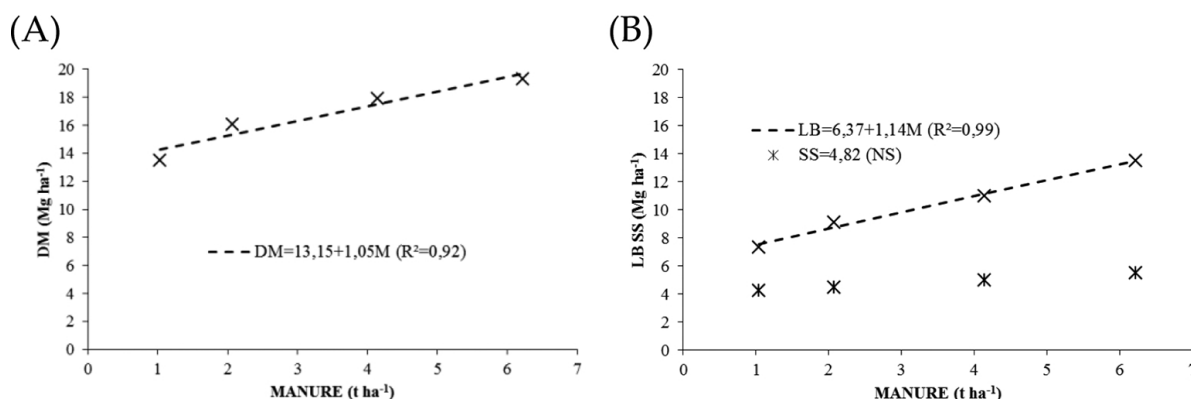 (A)
20
18
16
14
12
10
8
6
4
2
0
DM (Mg ha⁻¹)
DM=13,15+1,05M (R²=0,92)
0 1 2 3 4 5 6 7
MANURE (t ha⁻¹)
(B)
20
18
16
14
12
10
8
6
4
2
0
LB SS (Mg ha⁻¹)
LB=6,37+1,14M (R²=0,99)
SS=4,82 (NS)
0 1 2 3 4 5 6 7
MANURE (t ha⁻¹)